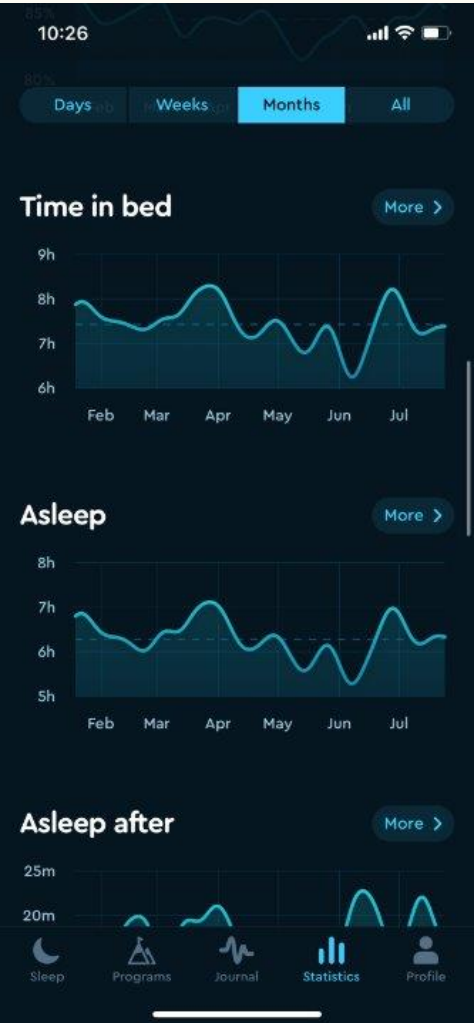 85%
10:26
80%
Days Weeks Months All
Time in bed More
9h
8h
7h
6h
Feb Mar Apr May Jun Jul
Asleep More
8h
7h
6h
5h
Feb Mar Apr May Jun Jul
Asleep after More
25m
20m
Sleep Programs Journal Statistics Profile